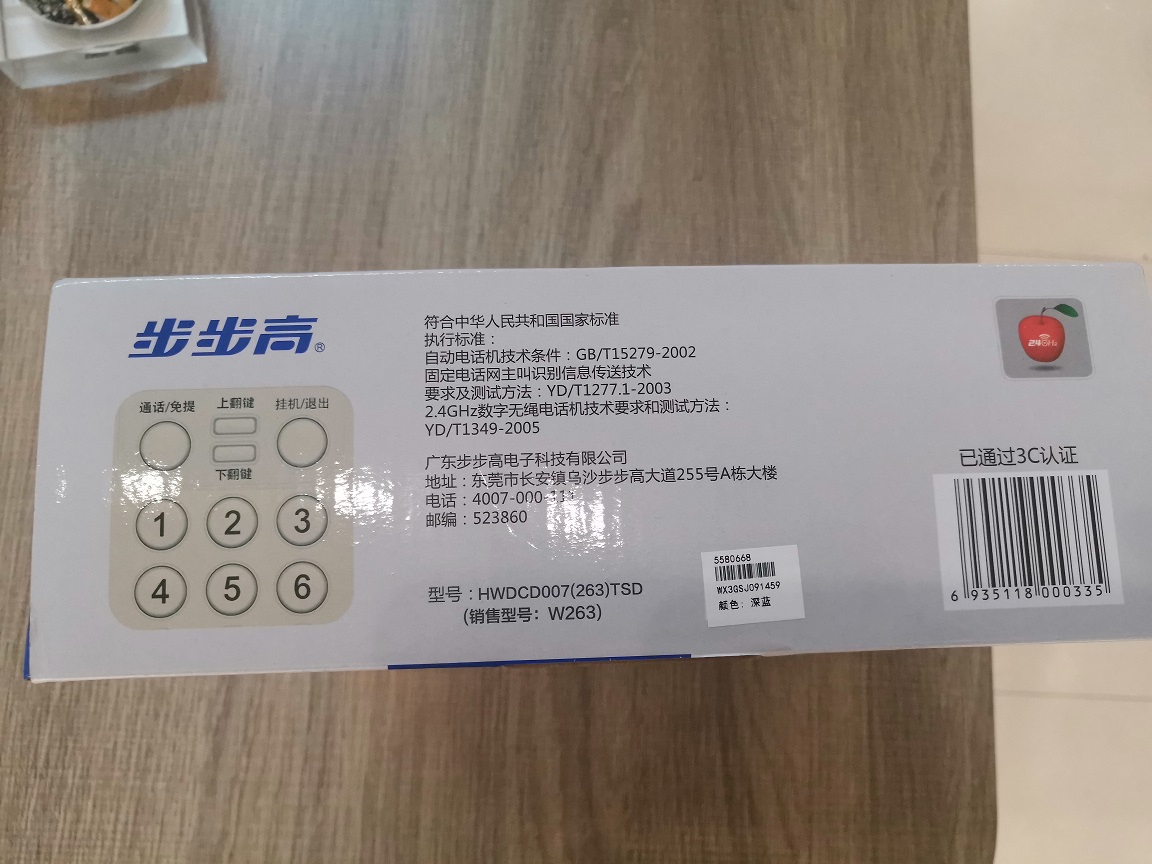 步步高®
通话/免提
上翻键
挂机/退出
下翻键
1
2
3
4
5
6
符合中华人民共和国国家标准
执行标准：
自动电话机技术条件：GB/T15279-2002
固定电话网主叫识别信息传送技术
要求及测试方法：YD/T1277.1-2003
2.4GHz数字无绳电话机技术要求和测试方法：
YD/T1349-2005
广东步步高电子科技有限公司
地址：东莞市长安镇乌沙步步高大道255号A栋大楼
电话：4007-000-
邮编：523860
型号：HWDCD007(263)TSD
(销售型号：W263)
5580668
WX3GSJ091459
颜色：深蓝
2.4GHz
已通过3C认证
6 935118 000335